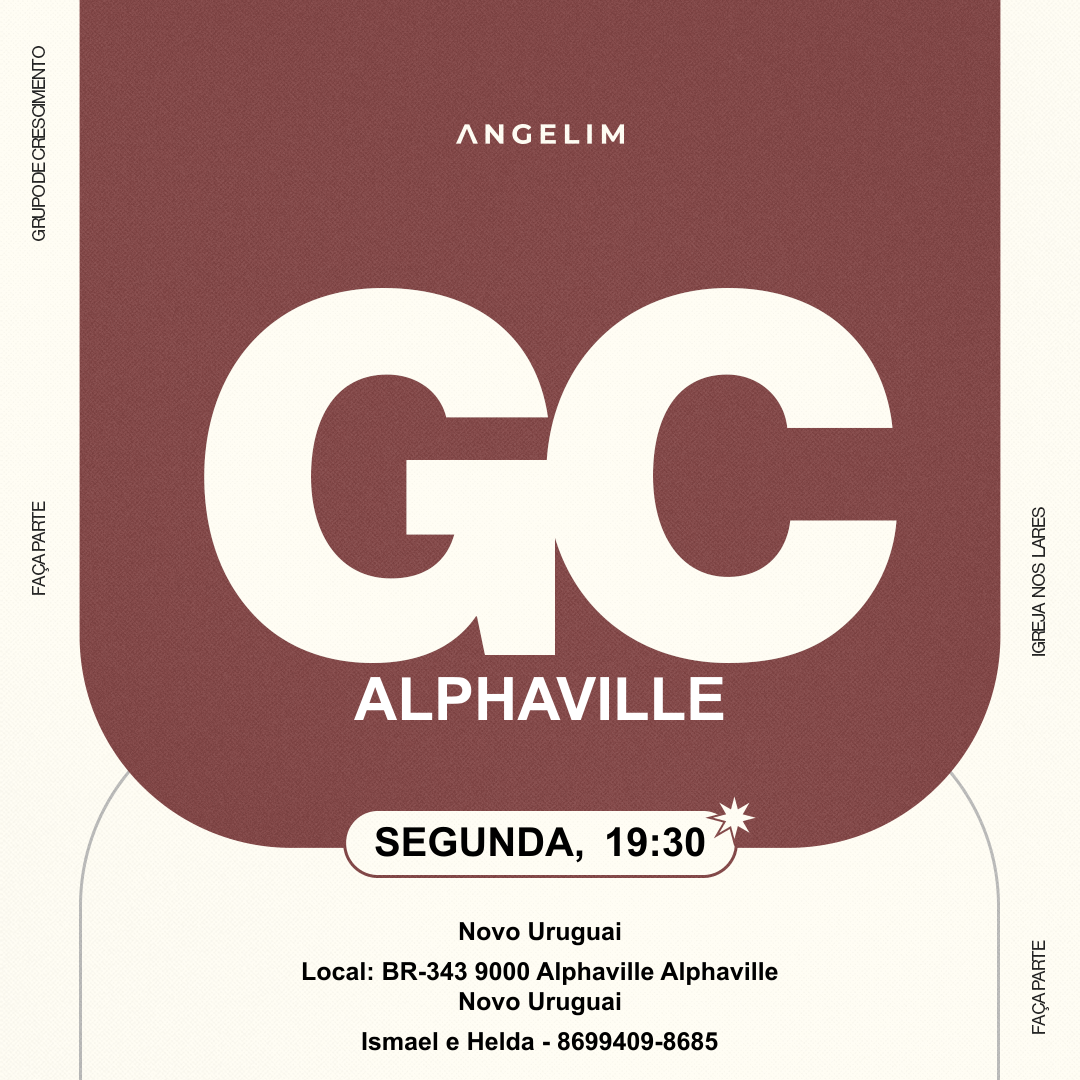 GRUPO DE CRESCIMENTO
FAÇA PARTE
ANGELIM
GC
ALPHAVILLE
SEGUNDA, 19:30
Novo Uruguai
Local: BR-343 9000 Alphaville Alphaville
Novo Uruguai
Ismael e Helda - 8699409-8685
IGREJA NOS LARES
FAÇA PARTE